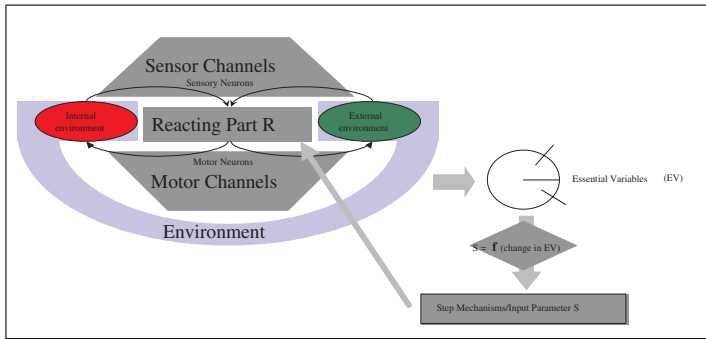 Sensor Channels
Sensory Neurons
Internal
environment
Reacting Part R
External
environment
Motor Neurons
Motor Channels
Environment
Essential Variables (EV)
S = f (change in EV)
Step Mechanisms/Input Parameter S